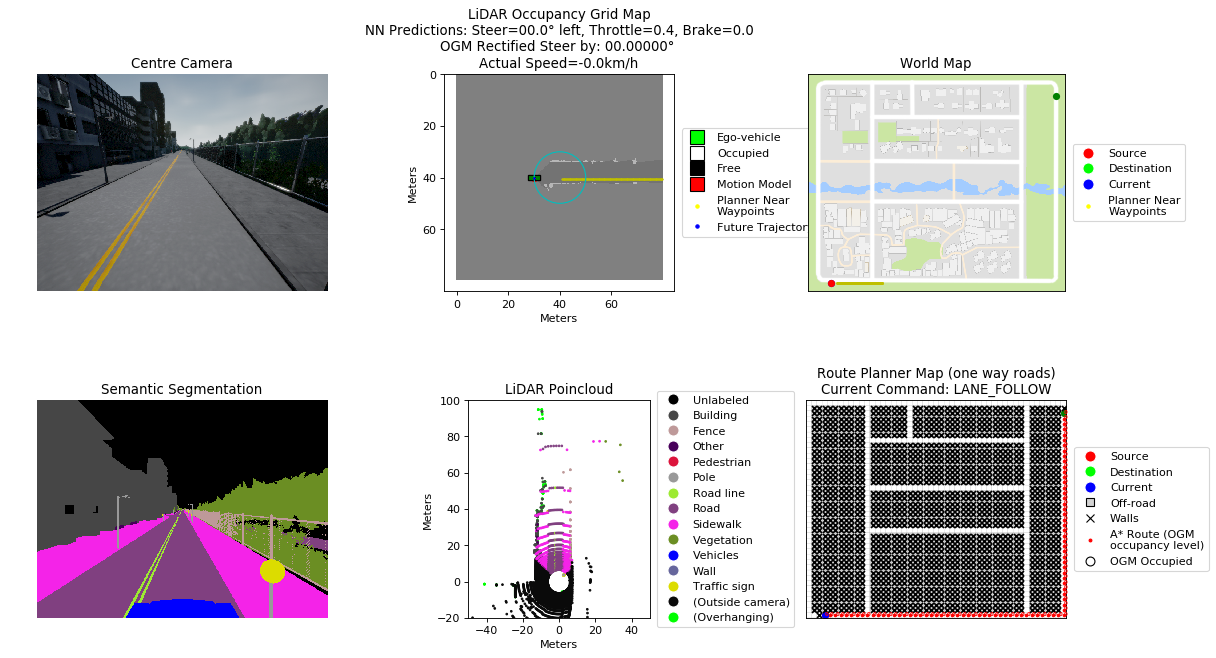 LiDAR Occupancy Grid Map
NN Predictions: Steer=00.0° left, Throttle=0.4, Brake=0.0
OGM Rectified Steer by: 00.00000°
Actual Speed=-0.0km/h
Centre Camera
World Map
0
20
40
60
Meters
0
20
40
60
Meters
Ego-vehicle
Occupied
Free
Motion Model
Planner Near
Waypoints
Future Trajector
Source
Destination
Current
Planner Near
Waypoints
Semantic Segmentation
LiDAR Poincloud
Route Planner Map (one way roads)
Current Command: LANE_FOLLOW
100
80
60
40
20
0
−20
Meters
−40
−20
0
20
40
Meters
Unlabeled
Building
Fence
Other
Pedestrian
Pole
Road line
Road
Sidewalk
Vegetation
Vehicles
Wall
Traffic sign
(Outside camera)
(Overhanging)
Source
Destination
Current
Off-road
Walls
A* Route (OGM
occupancy level)
OGM Occupied